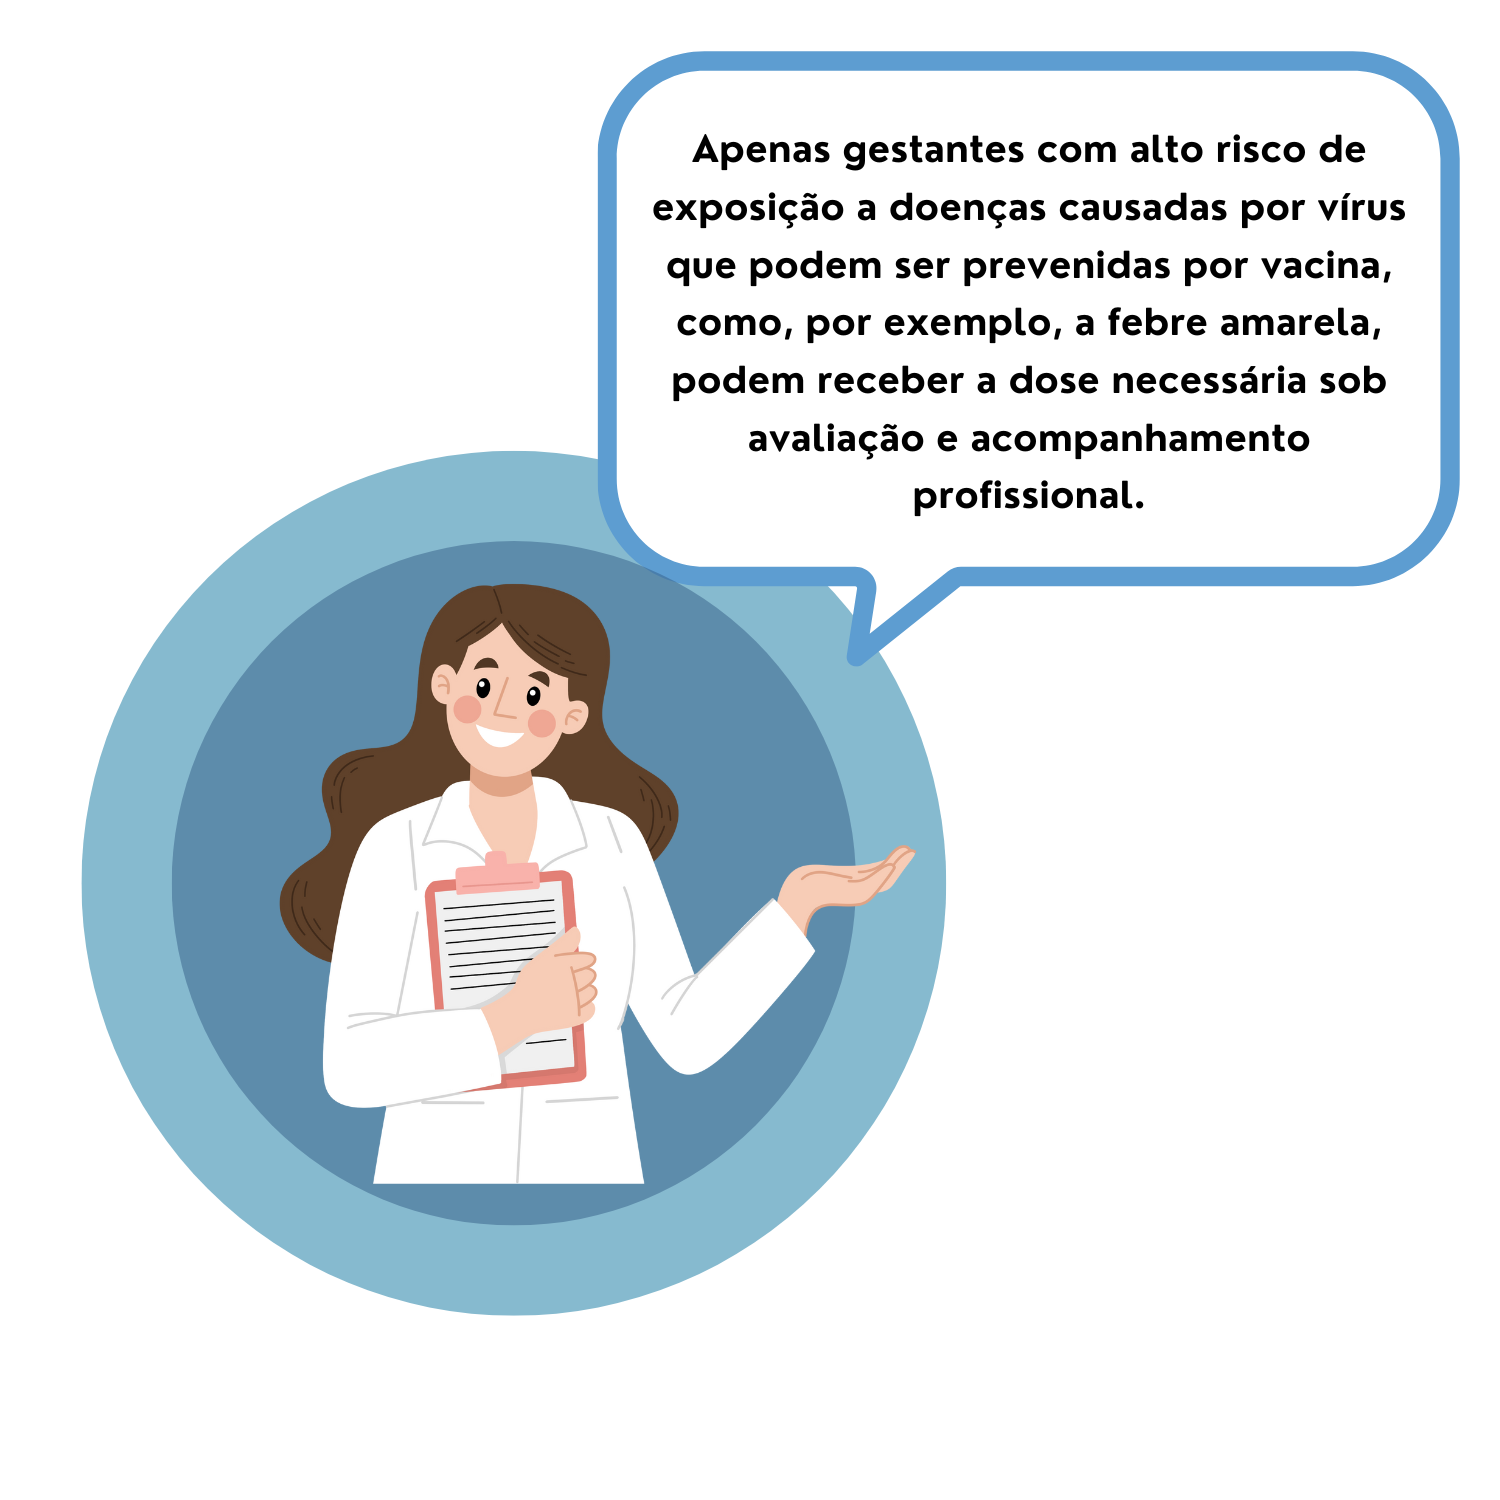 Apenas gestantes com alto risco de
exposição a doenças causadas por vírus
que podem ser prevenidas por vacina,
como, por exemplo, a febre amarela,
podem receber a dose necessária sob
avaliação e acompanhamento
profissional.